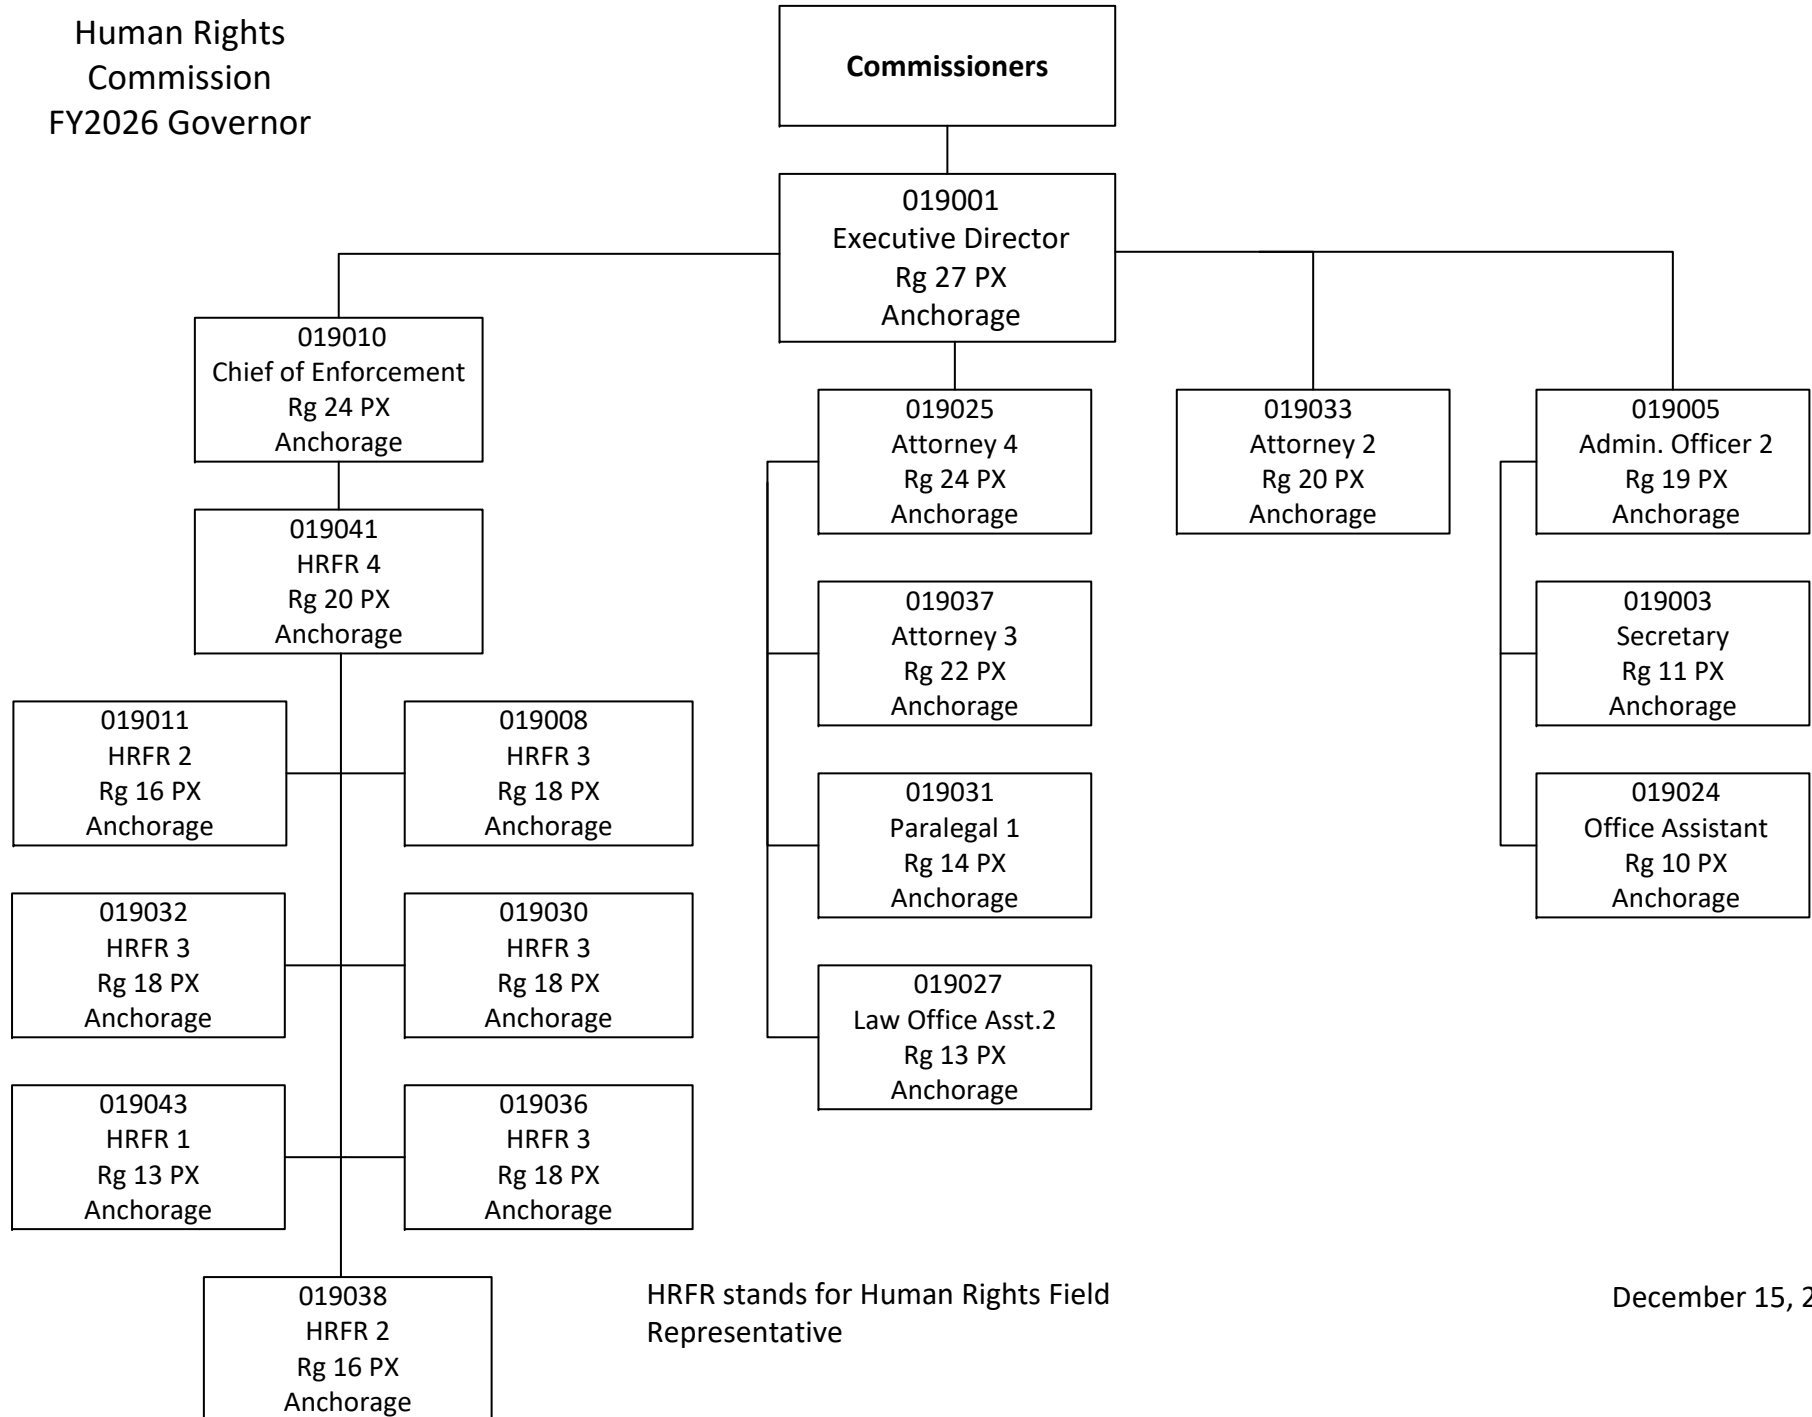 Human Rights
Commission
FY2026 Governor
Commissioners
019001
Executive Director
Rg 27 PX
Anchorage
019010
Chief of Enforcement
Rg 24 PX
Anchorage
019025
Attorney 4
Rg 24 PX
Anchorage
019033
Attorney 2
Rg 20 PX
Anchorage
019005
Admin. Officer 2
Rg 19 PX
Anchorage
019041
HRFR 4
Rg 20 PX
Anchorage
019037
Attorney 3
Rg 22 PX
Anchorage
019003
Secretary
Rg 11 PX
Anchorage
019011
HRFR 2
Rg 16 PX
Anchorage
019008
HRFR 3
Rg 18 PX
Anchorage
019031
Paralegal 1
Rg 14 PX
Anchorage
019024
Office Assistant
Rg 10 PX
Anchorage
019032
HRFR 3
Rg 18 PX
Anchorage
019030
HRFR 3
Rg 18 PX
Anchorage
019027
Law Office Asst.2
Rg 13 PX
Anchorage
019043
HRFR 1
Rg 13 PX
Anchorage
019036
HRFR 3
Rg 18 PX
Anchorage
019038
HRFR 2
Rg 16 PX
Anchorage
HRFR stands for Human Rights Field
Representative
December 15,